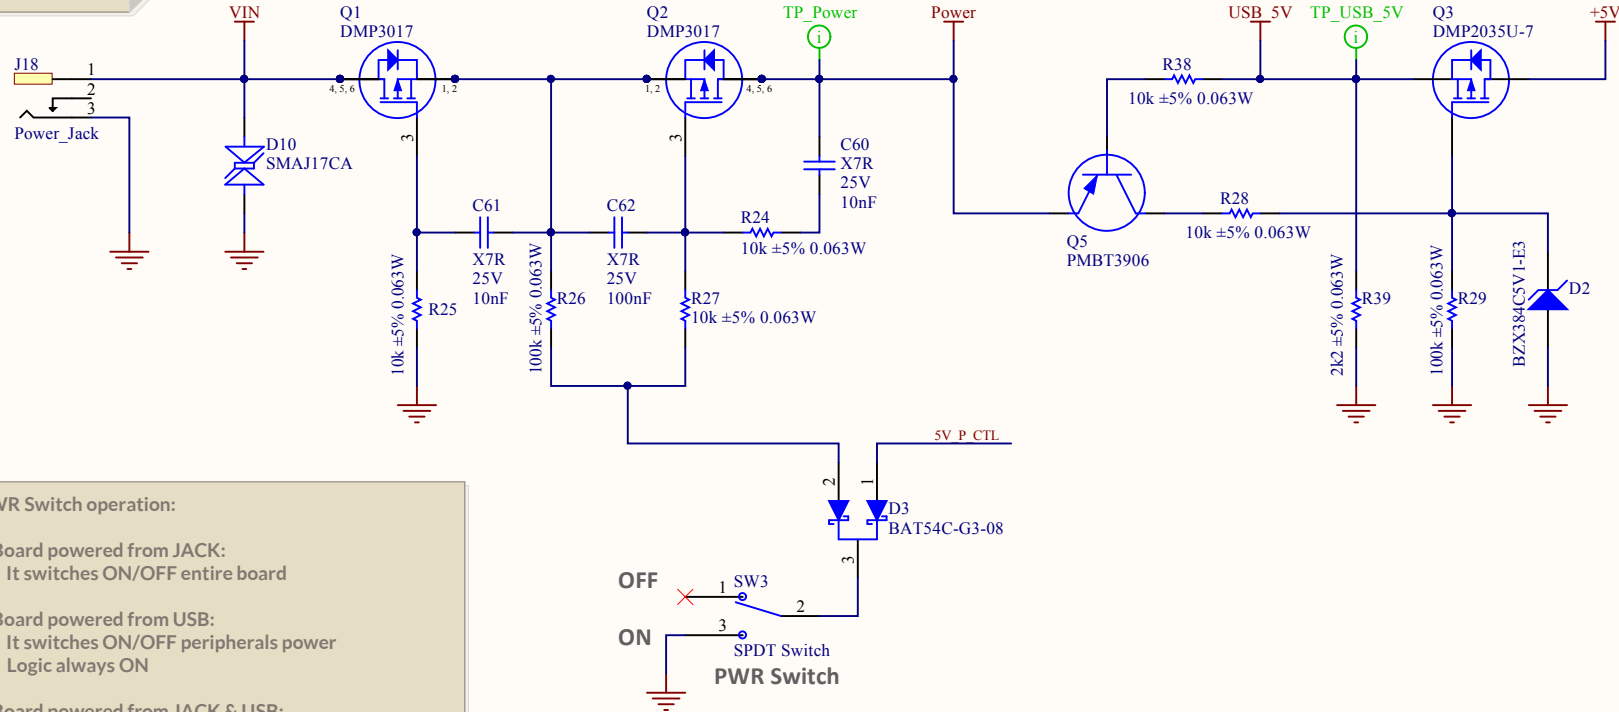 VIN
Q1
DMP3017
Q2
DMP3017
TP_Power
i
Power
USB_5V
TP_USB_5V
i
Q3
DMP2035U-7
+5V
J18
1
2
3
Power_Jack
4, 5, 6
1, 2
3
1, 2
4, 5, 6
3
R38
10k ±5% 0.063W
D10
SMAJ17CA
C60
X7R
25V
10nF
C61
X7R
25V
10nF
C62
X7R
25V
100nF
R24
10k ±5% 0.063W
R28
10k ±5% 0.063W
Q5
PMBT3906
10k ±5% 0.063W
R25
100k ±5% 0.063W
R26
R27
10k ±5% 0.063W
2k2 ±5% 0.063W
R39
100k ±5% 0.063W
R29
BZX384C5V1-E3
D2
5V_P_CTL
2
1
D3
BAT54C-G3-08
3
OFF
1
SW3
2
ON
3
SPDT Switch
PWR Switch
WR Switch operation:
Board powered from JACK:
It switches ON/OFF entire board
Board powered from USB:
It switches ON/OFF peripherals power
Logic always ON
Board powered from JACK & USB: